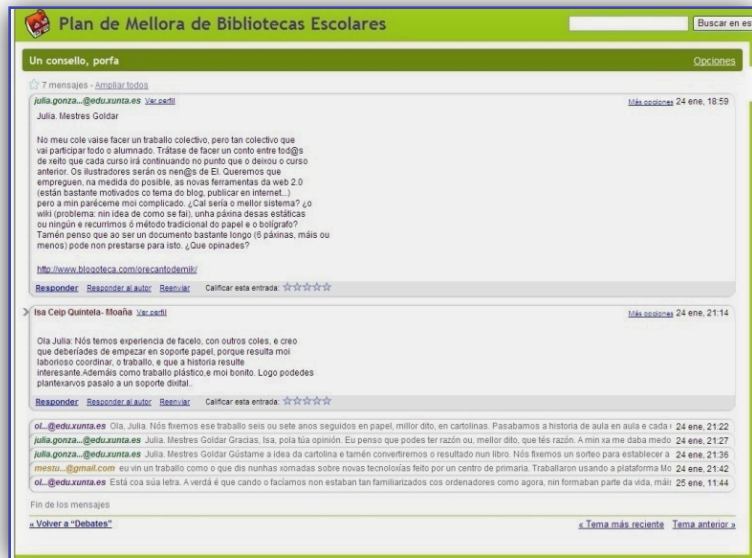 Plan de Mellora de Bibliotecas Escolares
Buscar en es
Un consello, porfa
Opciones
7 mensajes - Ampliar todos
julia.gonza...@edu.xunta.es Ver perfil
Más opciones 24 ene, 18:59
Julia. Mestres Goldar
No meu cole vaise facer un traballo colectivo, pero tan colectivo que
vai participar todo o alumnado. Trátase de facer un conto entre tod@s
de xeito que cada curso irá continuando no punto que o deixou o curso
anterior. Os ilustradores serán os nen@s de EI. Queremos que
empreguen, na medida do posible, as novas ferramentas da web 2.0
(están bastante motivados co tema do blog, publicar en internet...)
pero a min paréceme moi complicado. ¿Cal sería o mellor sistema? ¿o
wiki (problema: nin idea de como se fai), unha páxina desas estáticas
ou ningún e recurrimos ó método tradicional do papel e o bolígrafo?
Tamén penso que ao ser un documento bastante longo (6 páxinas, máis ou
menos) pode non prestarse para isto. ¿Que opinades?
http://www.blogoteca.com/orecantodemik/
Responder Responder al autor Reenviar Calificar esta entrada:
Isa Ceip Quintela- Moaña Ver perfil
Más opciones 24 ene, 21:14
Ola Julia: Nós temos experiencia de facelo, con outros coles, e creo
que deberíades de empezar en soporte papel, porque resulta moi
laborioso coordinar, o traballo, e que a historia resulte
interesante.Ademáis como traballo plástico,e moi bonito. Logo podedes
plantexarvos pasalo a un soporte dixital..
Responder Responder al autor Reenviar Calificar esta entrada:
ol...@edu.xunta.es Ola, Julia. Nós fixemos ese traballo seis ou sete anos seguidos en papel, millor dito, en cartolinas. Pasabamos a historia de aula en aula e cada 24 ene, 21:22
julia.gonza...@edu.xunta.es Julia. Mestres Goldar Gracias, Isa, pola túa opinión. Eu penso que podes ter razón ou, mellor dito, que tés razón. A min xa me daba medo 24 ene, 21:27
julia.gonza...@edu.xunta.es Julia. Mestres Goldar Gústame a idea da cartolina e tamén convertiremos o resultado nun libro. Nós fixemos un sorteo para establecer a 24 ene, 21:36
mestu...@gmail.com eu vin un traballo como o que dis nunhas xornadas sobre novas tecnoloxías feito por un centro de primaria. Traballaron usando a plataforma Mo 24 ene, 21:42
ol...@edu.xunta.es Está coa súa letra. A verdá é que cando o facíamos non estaban tan familiarizados cos ordenadores como agora, nin formaban parte da vida, máis 25 ene, 11:44
Fin de los mensajes
« Volver a "Debates"
« Tema más reciente Tema anterior »